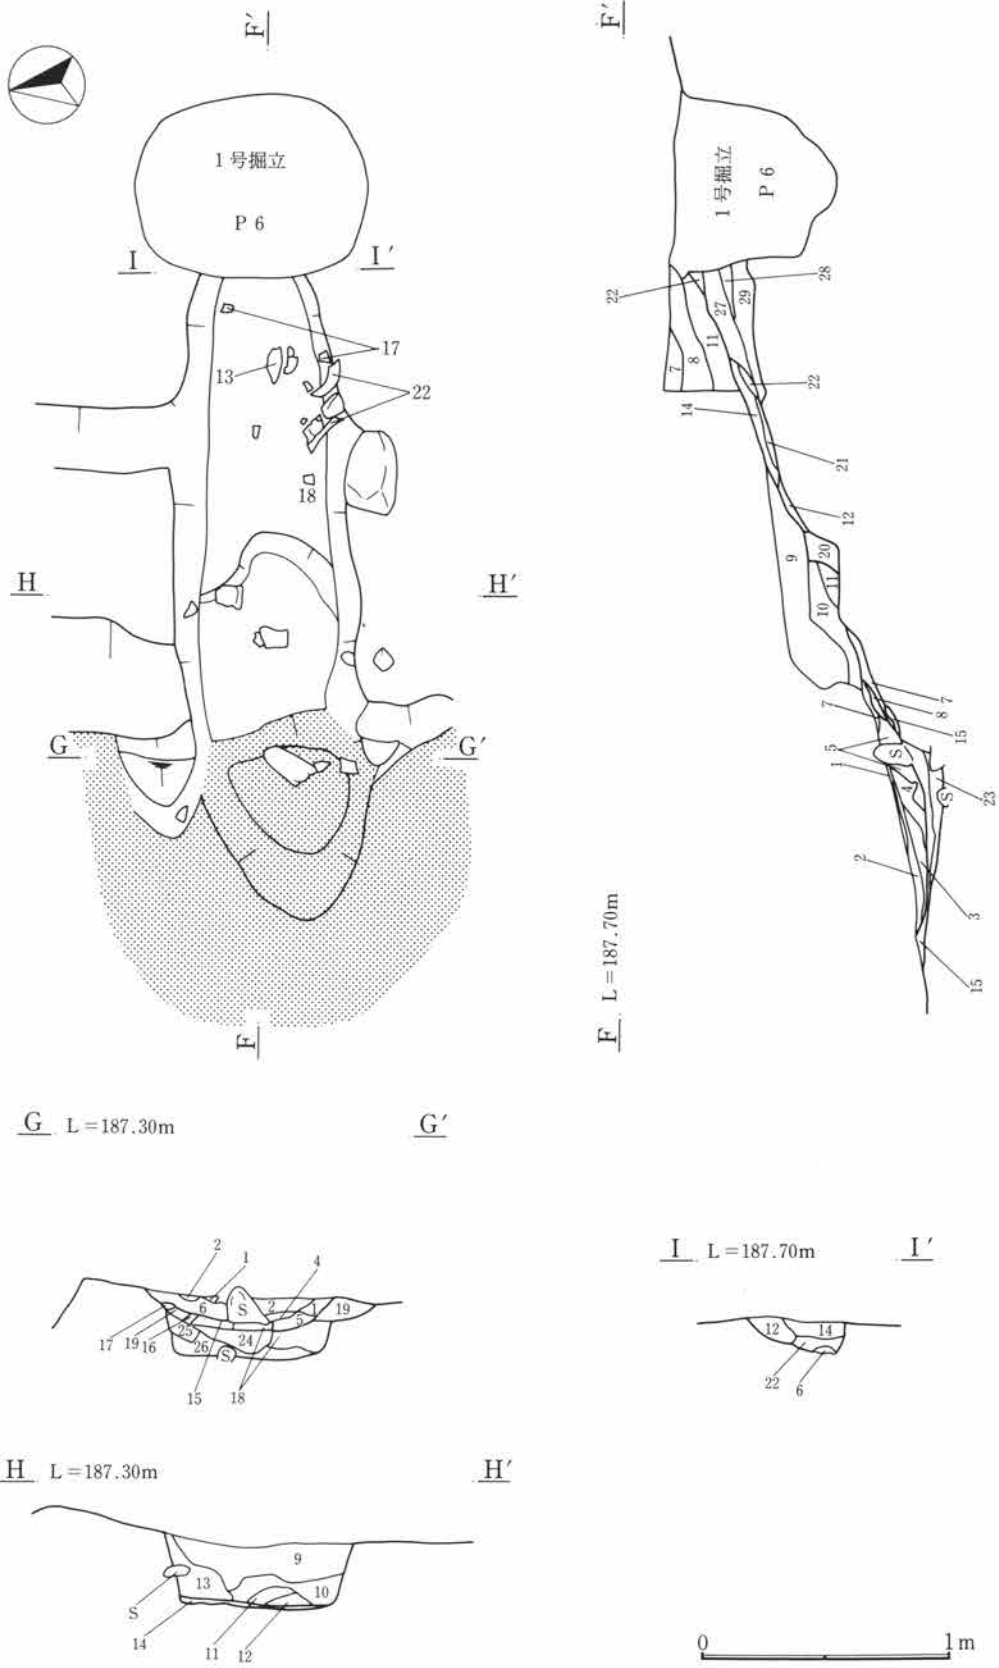 F′
1号掘立
P 6
I
I′
17
13
22
18
H
H′
G
G′
F
F′
1号掘立
P 6
22
28
27
29
11
8
7
22
14
21
12
9
20
11
10
7
8
7
15
5
S
1
4
S
23
2
3
15
F L=187.70m
G L=187.30m G′
2
1
4
6
S
2
1
5
19
17
19
16
25
26
24
S
15
18
I L=187.70m I′
12
14
22
6
H L=187.30m H′
9
13
10
S
14
11
12
0 1m